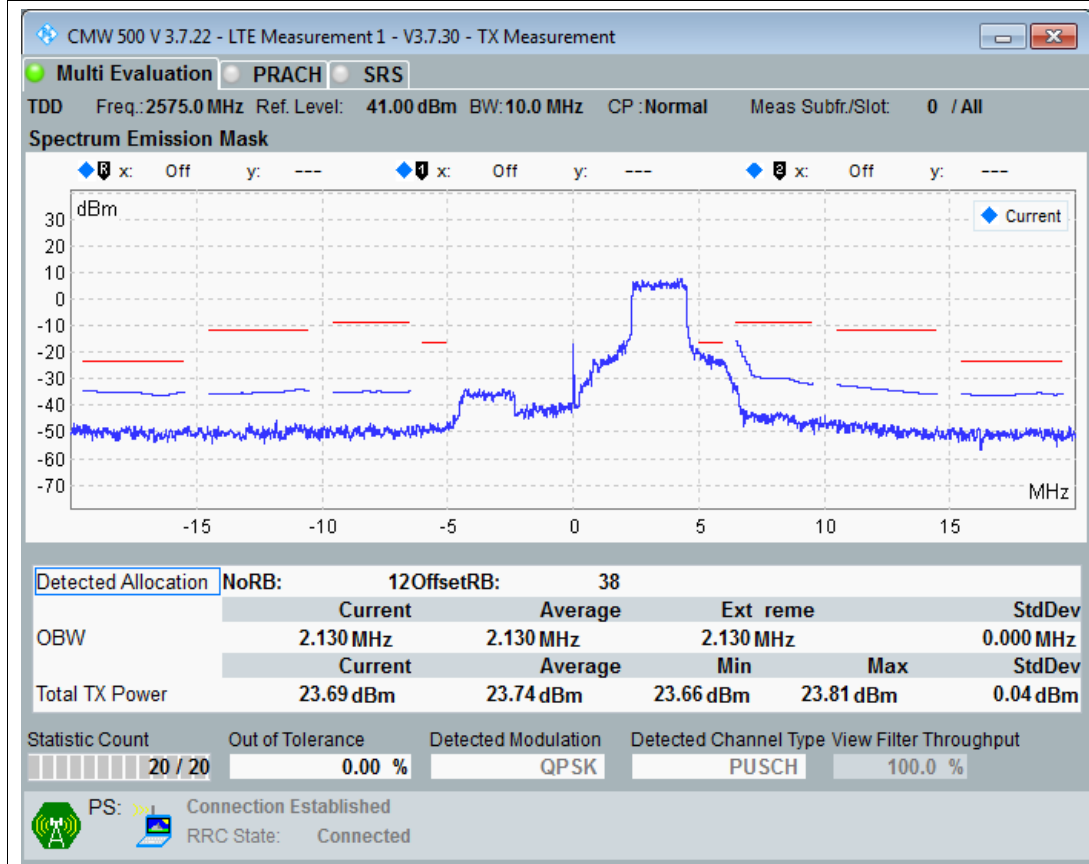 CMW 500 V 3.7.22 - LTE Measurement 1 - V3.7.30 - TX Measurement
Multi Evaluation PRACH SRS
TDD Freq.: 2575.0 MHz Ref. Level: 41.00 dBm BW: 10.0 MHz CP : Normal Meas Subfr./Slot: 0 / All
Spectrum Emission Mask
R x: Off y: --- 1 x: Off y: --- 2 x: Off y: ---
dBm
Current
30
20
10
0
-10
-20
-30
-40
-50
-60
-70
MHz
-15 -10 -5 0 5 10 15
Detected Allocation NoRB: 12 OffsetRB: 38
Current Average Ext reme StdDev
OBW 2.130 MHz 2.130 MHz 2.130 MHz 0.000 MHz
Current Average Min Max StdDev
Total TX Power 23.69 dBm 23.74 dBm 23.66 dBm 23.81 dBm 0.04 dBm
Statistic Count Out of Tolerance Detected Modulation Detected Channel Type View Filter Throughput
20 / 20 0.00 % QPSK PUSCH 100.0 %
PS: Connection Established
RRC State: Connected